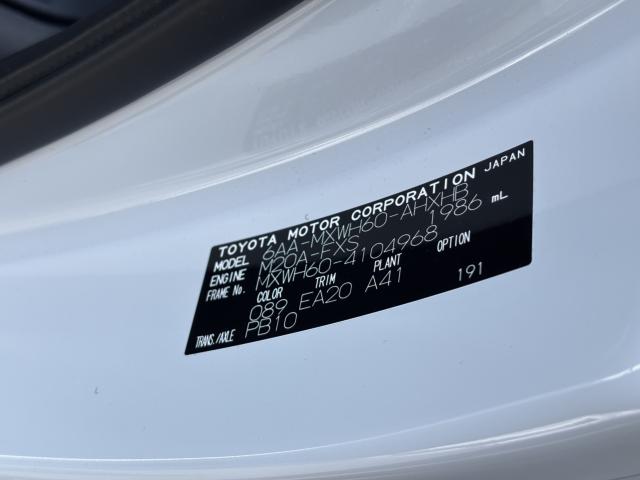 TOYOTA MOTOR CORPORATION JAPAN
MODEL 6AA-MXWH60-AHXHB
ENGINE M20A-FXS 1986 mL
FRAME No. MXWH60-4104968
COLOR TRIM PLANT OPTION
089 EA20 A41 191
TRANS./AXLE PB10